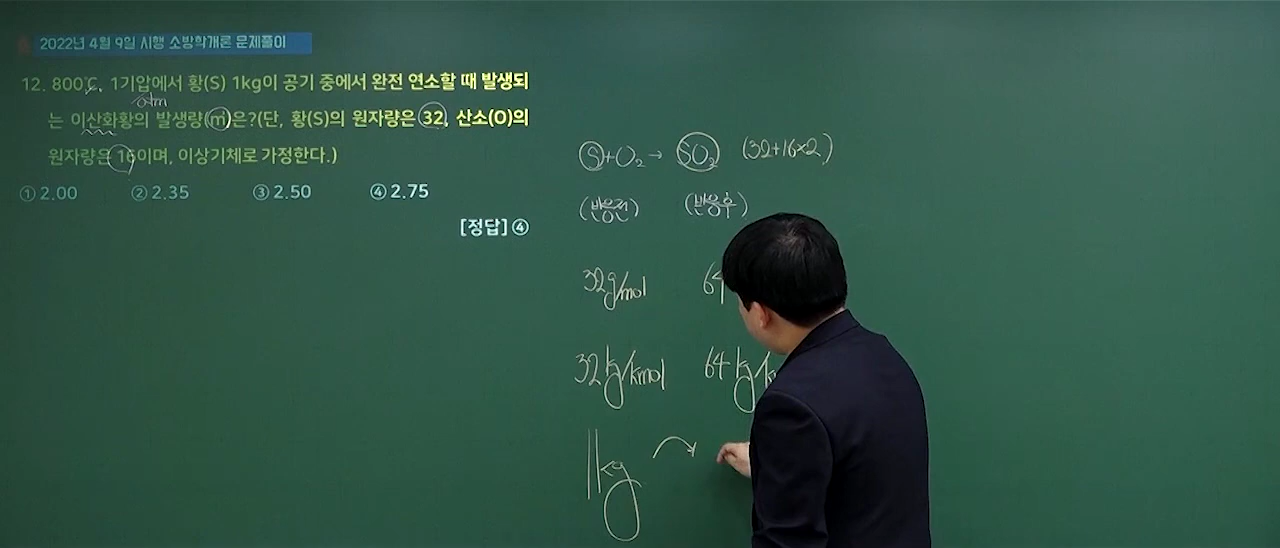 2022년 4월 9일 시행 소방학개론 문제풀이
12. 800℃, 1기압에서 황(S) 1kg이 공기 중에서 완전 연소할 때 발생되
atm
는 이산화황의 발생량(㎥)은?(단, 황(S)의 원자량은 32, 산소(O)의
원자량은 16이며, 이상기체로 가정한다.)
① 2.00 ② 2.35 ③ 2.50 ④ 2.75
[정답] ④
S+O₂→ SO₂ (32+16×2)
(반응전) (반응후)
32g/mol 64
32kg/kmol 64kg/k
1kg